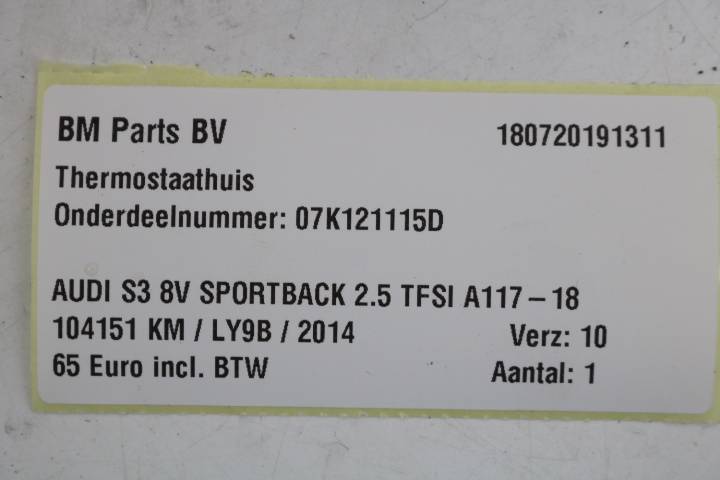 BM Parts BV 180720191311
Thermostaathuis
Onderdeelnummer: 07K121115D
AUDI S3 8V SPORTBACK 2.5 TFSI A117-18
104151 KM / LY9B / 2014 Verz: 10
65 Euro incl. BTW Aantal: 1